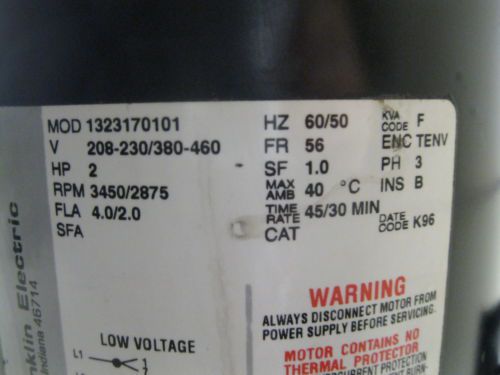 MOD 1323170101 HZ 60/50 KVA CODE F
V 208-230/380-460 FR 56 ENC TENV
HP 2 SF 1.0 PH 3
RPM 3450/2875 MAX AMB 40 °C INS B
FLA 4.0/2.0 TIME RATE 45/30 MIN DATE CODE K96
SFA CAT
Electric
Indiana 46714
WARNING
ALWAYS DISCONNECT MOTOR FROM
POWER SUPPLY BEFORE SERVICING.
LOW VOLTAGE
MOTOR CONTAINS NO
THERMAL PROTECTOR
L1 1
7